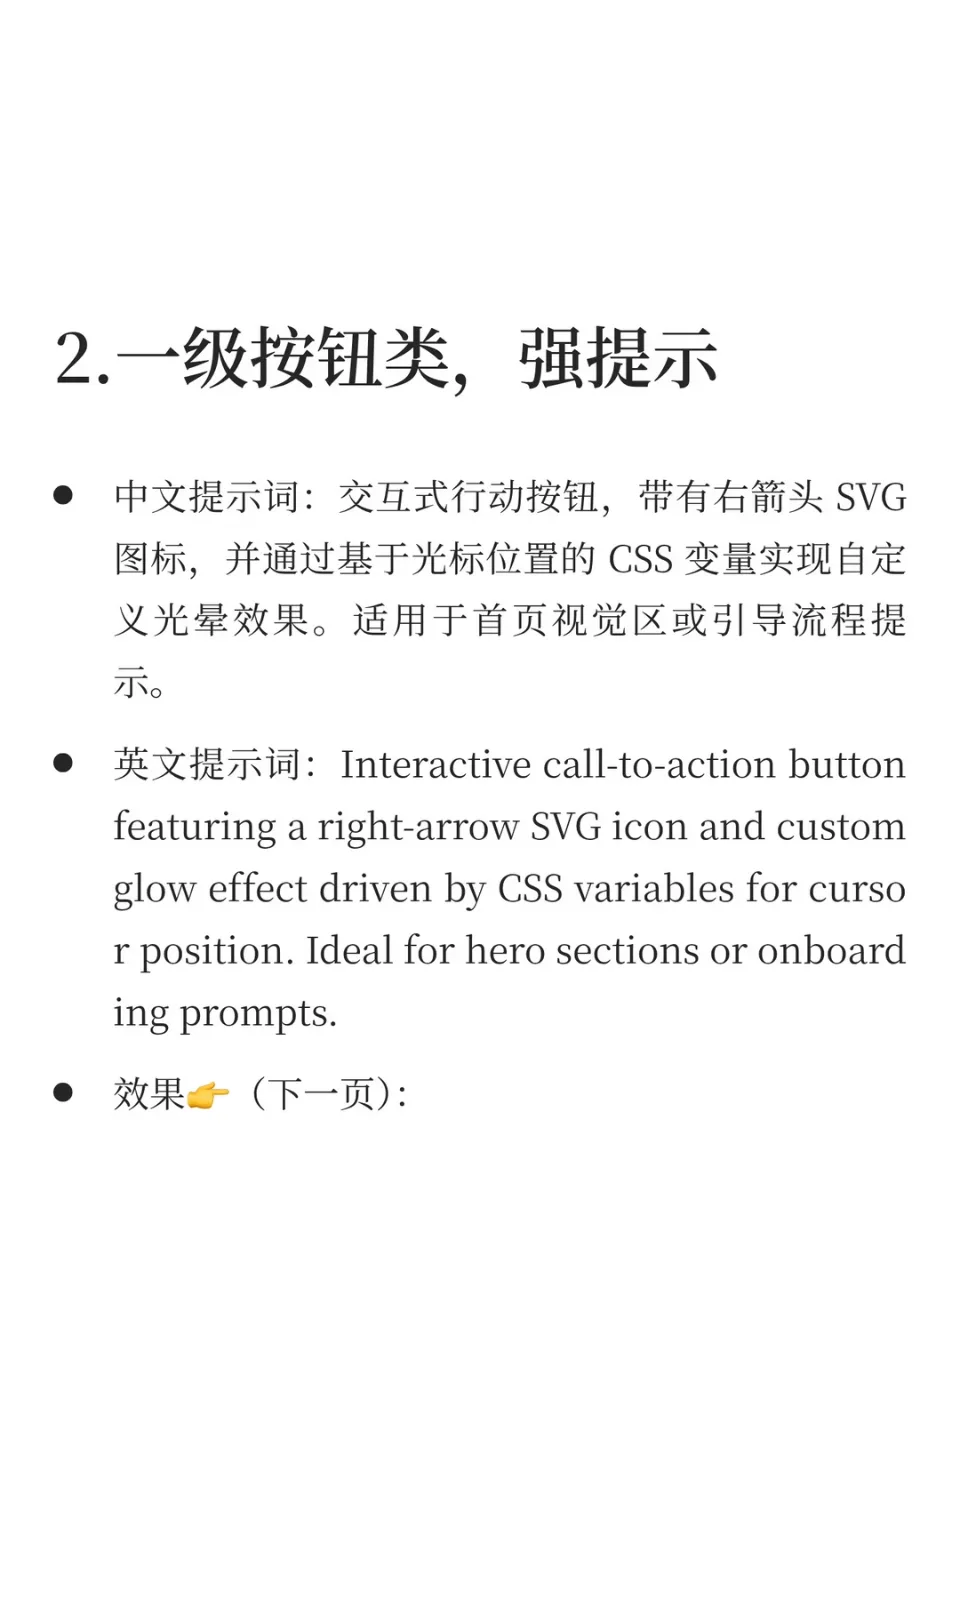 2.一级按钮类，强提示
● 中文提示词：交互式行动按钮，带有右箭头 SVG
图标，并通过基于光标位置的 CSS 变量实现自定
义光晕效果。适用于首页视觉区或引导流程提
示。
● 英文提示词：Interactive call-to-action button
featuring a right-arrow SVG icon and custom
glow effect driven by CSS variables for curso
r position. Ideal for hero sections or onboard
ing prompts.
● 效果👉（下一页）：